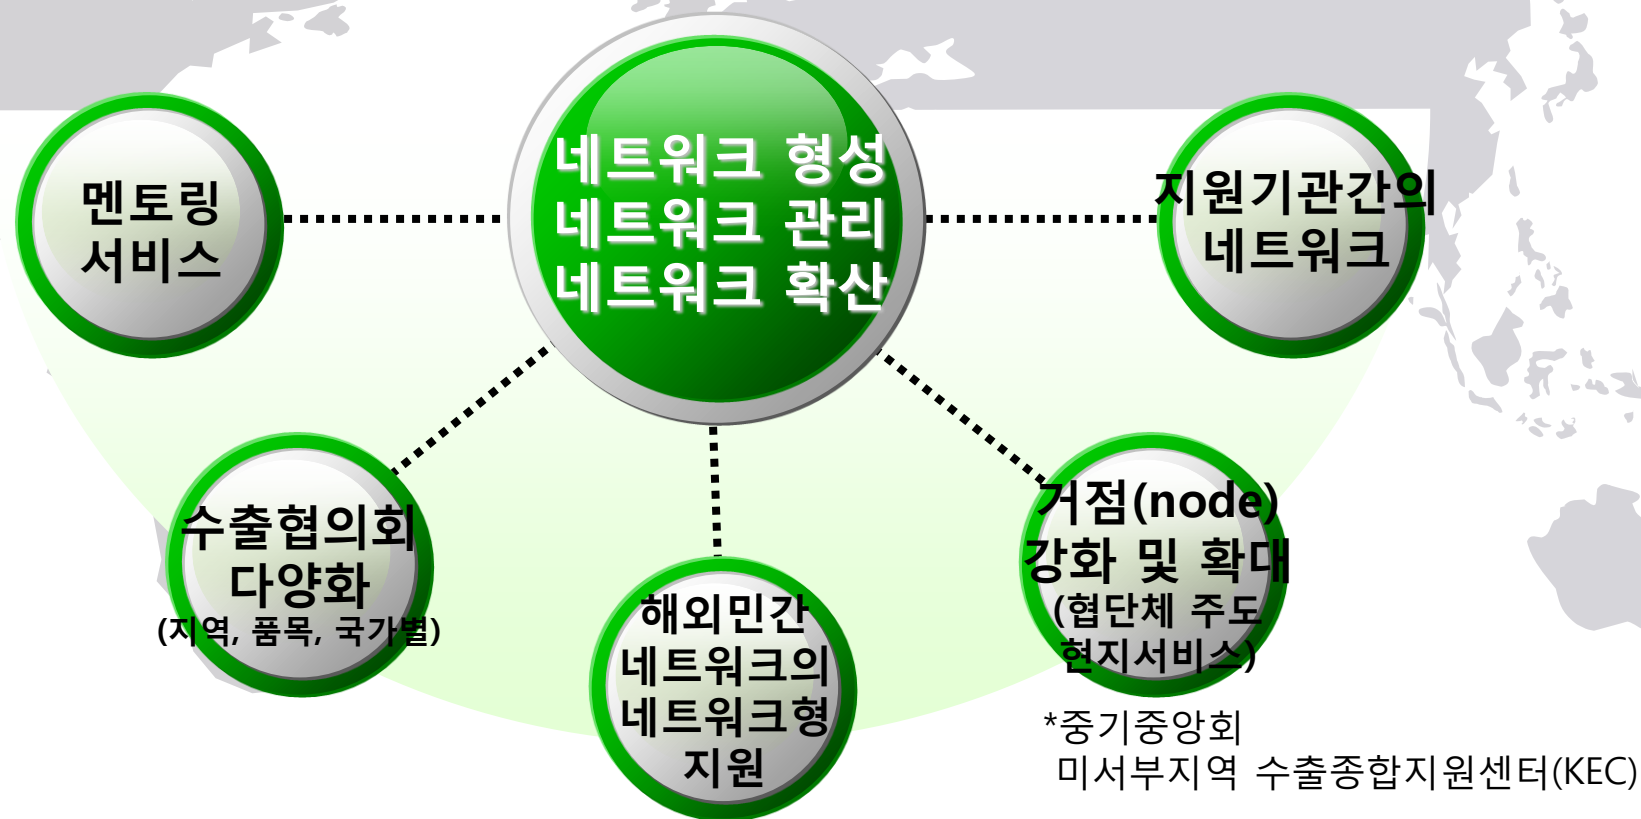 네트워크 형성
네트워크 관리
네트워크 확산
멘토링
서비스
지원기관간의
네트워크
수출협의회
다양화
(지역, 품목, 국가별)
해외민간
네트워크의
네트워크형
지원
거점(node)
강화 및 확대
(협단체 주도
현지서비스)
*중기중앙회
미서부지역 수출종합지원센터(KEC)